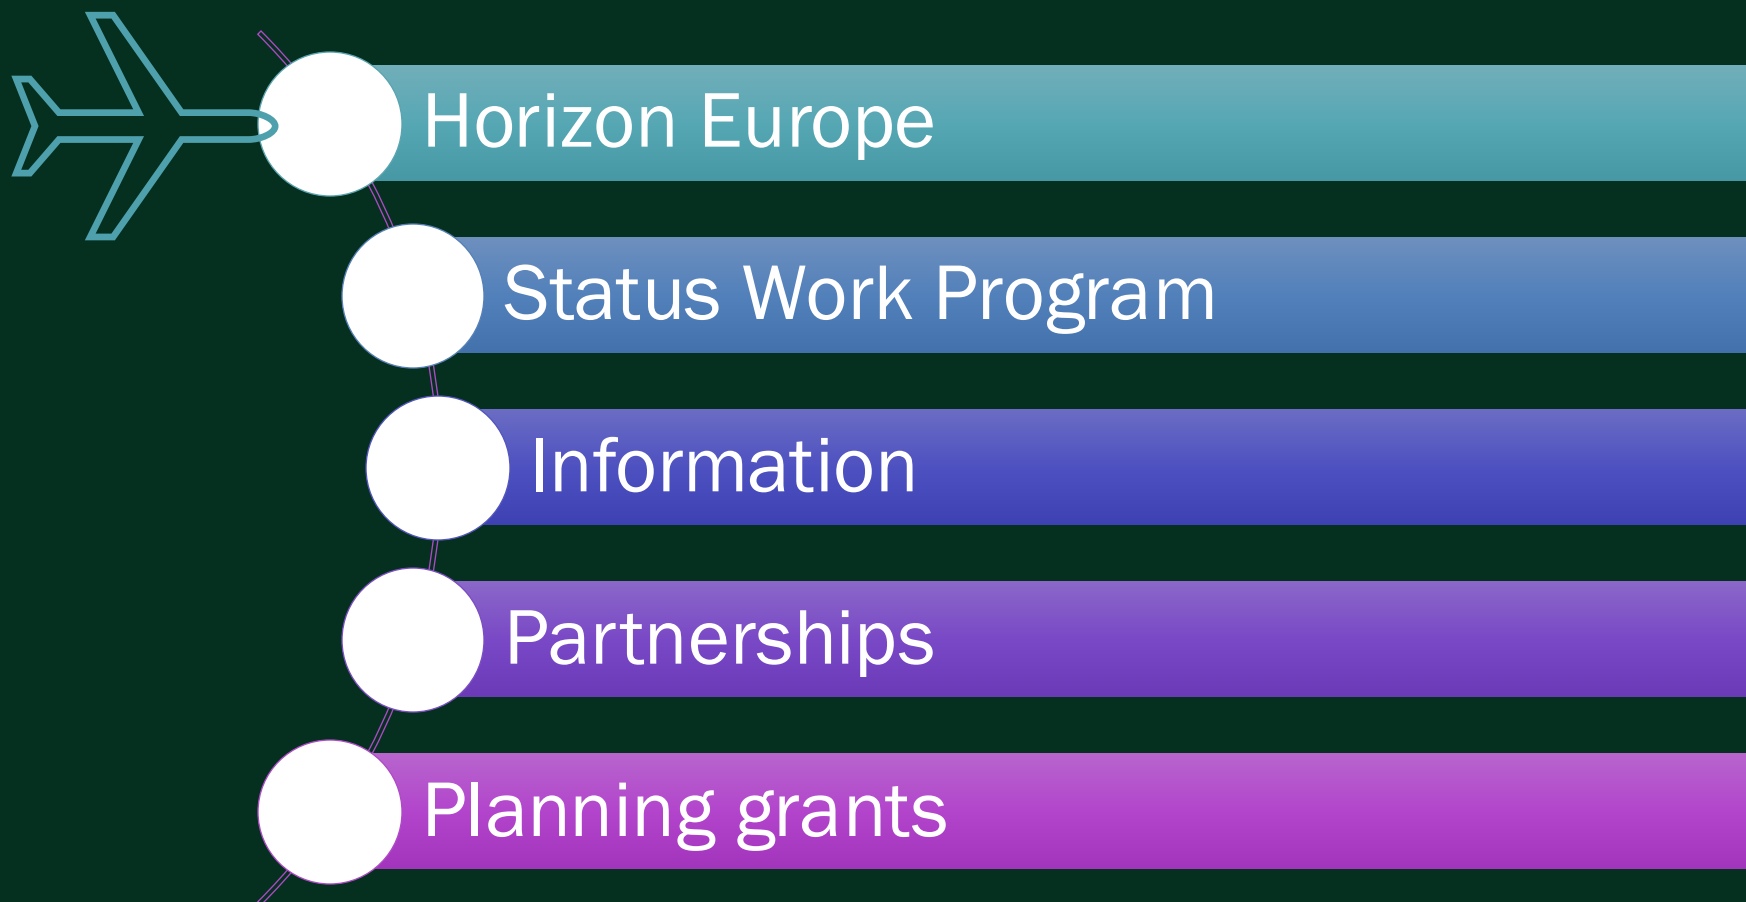 Horizon Europe
Status Work Program
Information
Partnerships
Planning grants